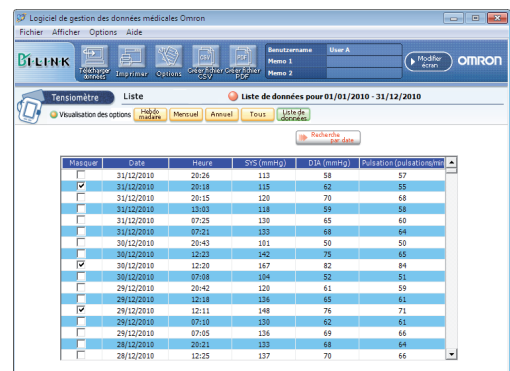 Logiciel de gestion des données médicales Omron
Fichier Afficher Options Aide
Bi-LINK
Télécharger données
Imprimer
Options
Créer fichier CSV
Créer fichier PDF
Benutzername User A
Memo 1
Memo 2
Modifier écran
OMRON
Tensiomètre Liste Liste de données pour 01/01/2010 - 31/12/2010
Visualisation des options Hebdo madaire Mensuel Annuel Tous Liste de données
Recherche par date
Masquer Date Heure SYS (mmHg) DIA (mmHg) Pulsation (pulsations/min
31/12/2010 20:26 113 58 57
31/12/2010 20:18 115 62 55
31/12/2010 20:15 120 70 68
31/12/2010 13:03 118 59 58
31/12/2010 07:25 130 65 60
31/12/2010 07:21 133 68 64
30/12/2010 20:43 101 50 50
30/12/2010 12:23 142 75 65
30/12/2010 12:20 167 82 84
30/12/2010 07:08 104 52 51
29/12/2010 20:42 120 61 59
29/12/2010 12:18 136 65 61
29/12/2010 12:11 148 76 71
29/12/2010 07:10 130 62 61
29/12/2010 07:05 136 69 66
28/12/2010 20:21 133 68 64
28/12/2010 12:25 137 70 66